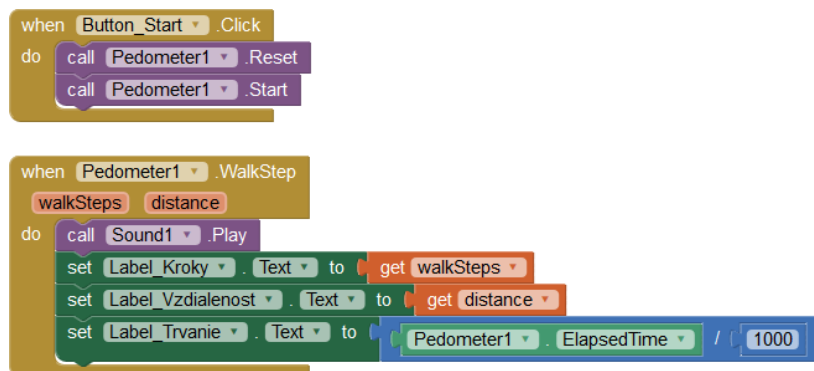 when Button_Start .Click
do call Pedometer1 .Reset
call Pedometer1 .Start
when Pedometer1 .WalkStep
walkSteps distance
do call Sound1 .Play
set Label_Kroky . Text to get walkSteps
set Label_Vzdialenost . Text to get distance
set Label_Trvanie . Text to Pedometer1 . ElapsedTime / 1000